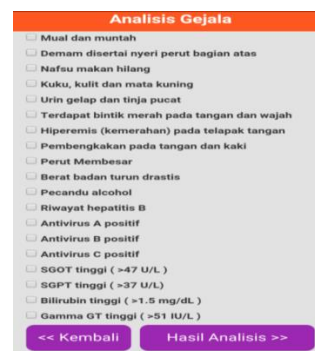 Analisis Gejala
Mual dan muntah
Demam disertai nyeri perut bagian atas
Nafsu makan hilang
Kuku, kulit dan mata kuning
Urin gelap dan tinja pucat
Terdapat bintik merah pada tangan dan wajah
Hiperemis (kemerahan) pada telapak tangan
Pembengkakan pada tangan dan kaki
Perut Membesar
Berat badan turun drastis
Pecandu alcohol
Riwayat hepatitis B
Antivirus A positif
Antivirus B positif
Antivirus C positif
SGOT tinggi ( >47 U/L )
SGPT tinggi ( >37 U/L)
Bilirubin tinggi ( >1.5 mg/dL )
Gamma GT tinggi ( >51 IU/L )
<< Kembali
Hasil Analisis >>